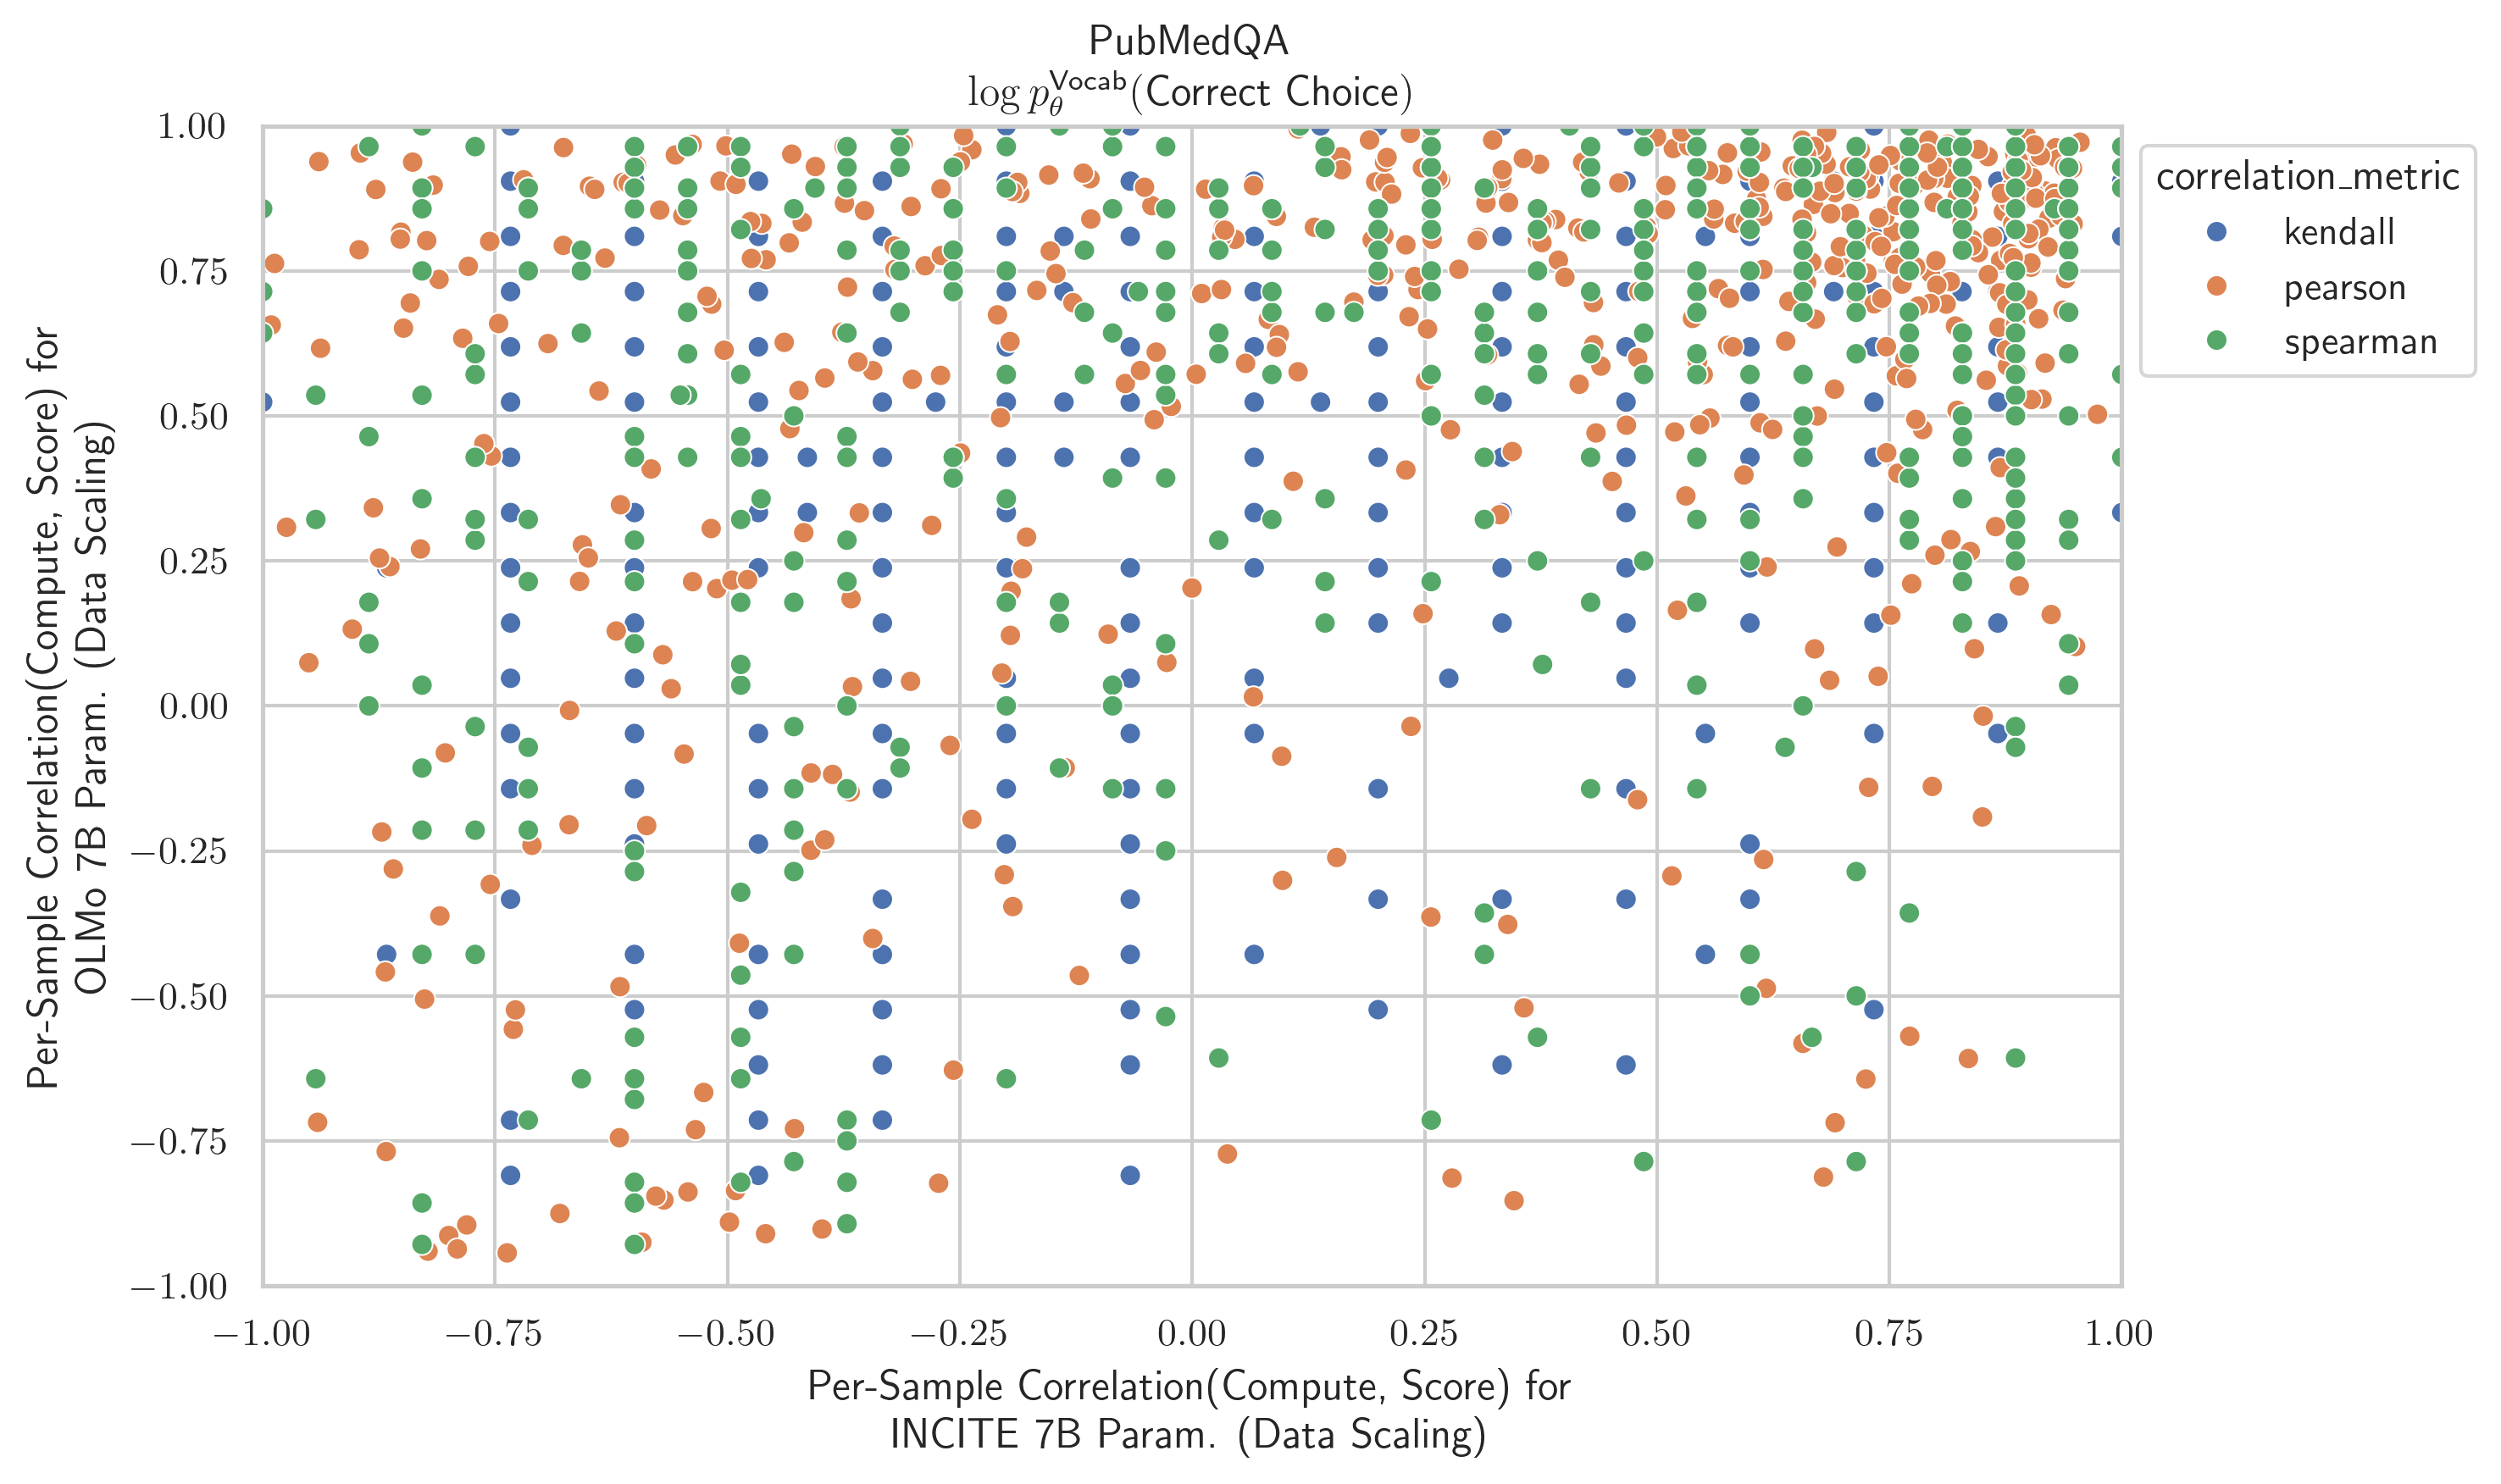 PubMedQA
log p_θ^Vocab(Correct Choice)
Per-Sample Correlation(Compute, Score) for
OLMo 7B Param. (Data Scaling)
1.00
0.75
0.50
0.25
0.00
−0.25
−0.50
−0.75
−1.00
−1.00 −0.75 −0.50 −0.25 0.00 0.25 0.50 0.75 1.00
Per-Sample Correlation(Compute, Score) for
INCITE 7B Param. (Data Scaling)
correlation_metric
kendall
pearson
spearman